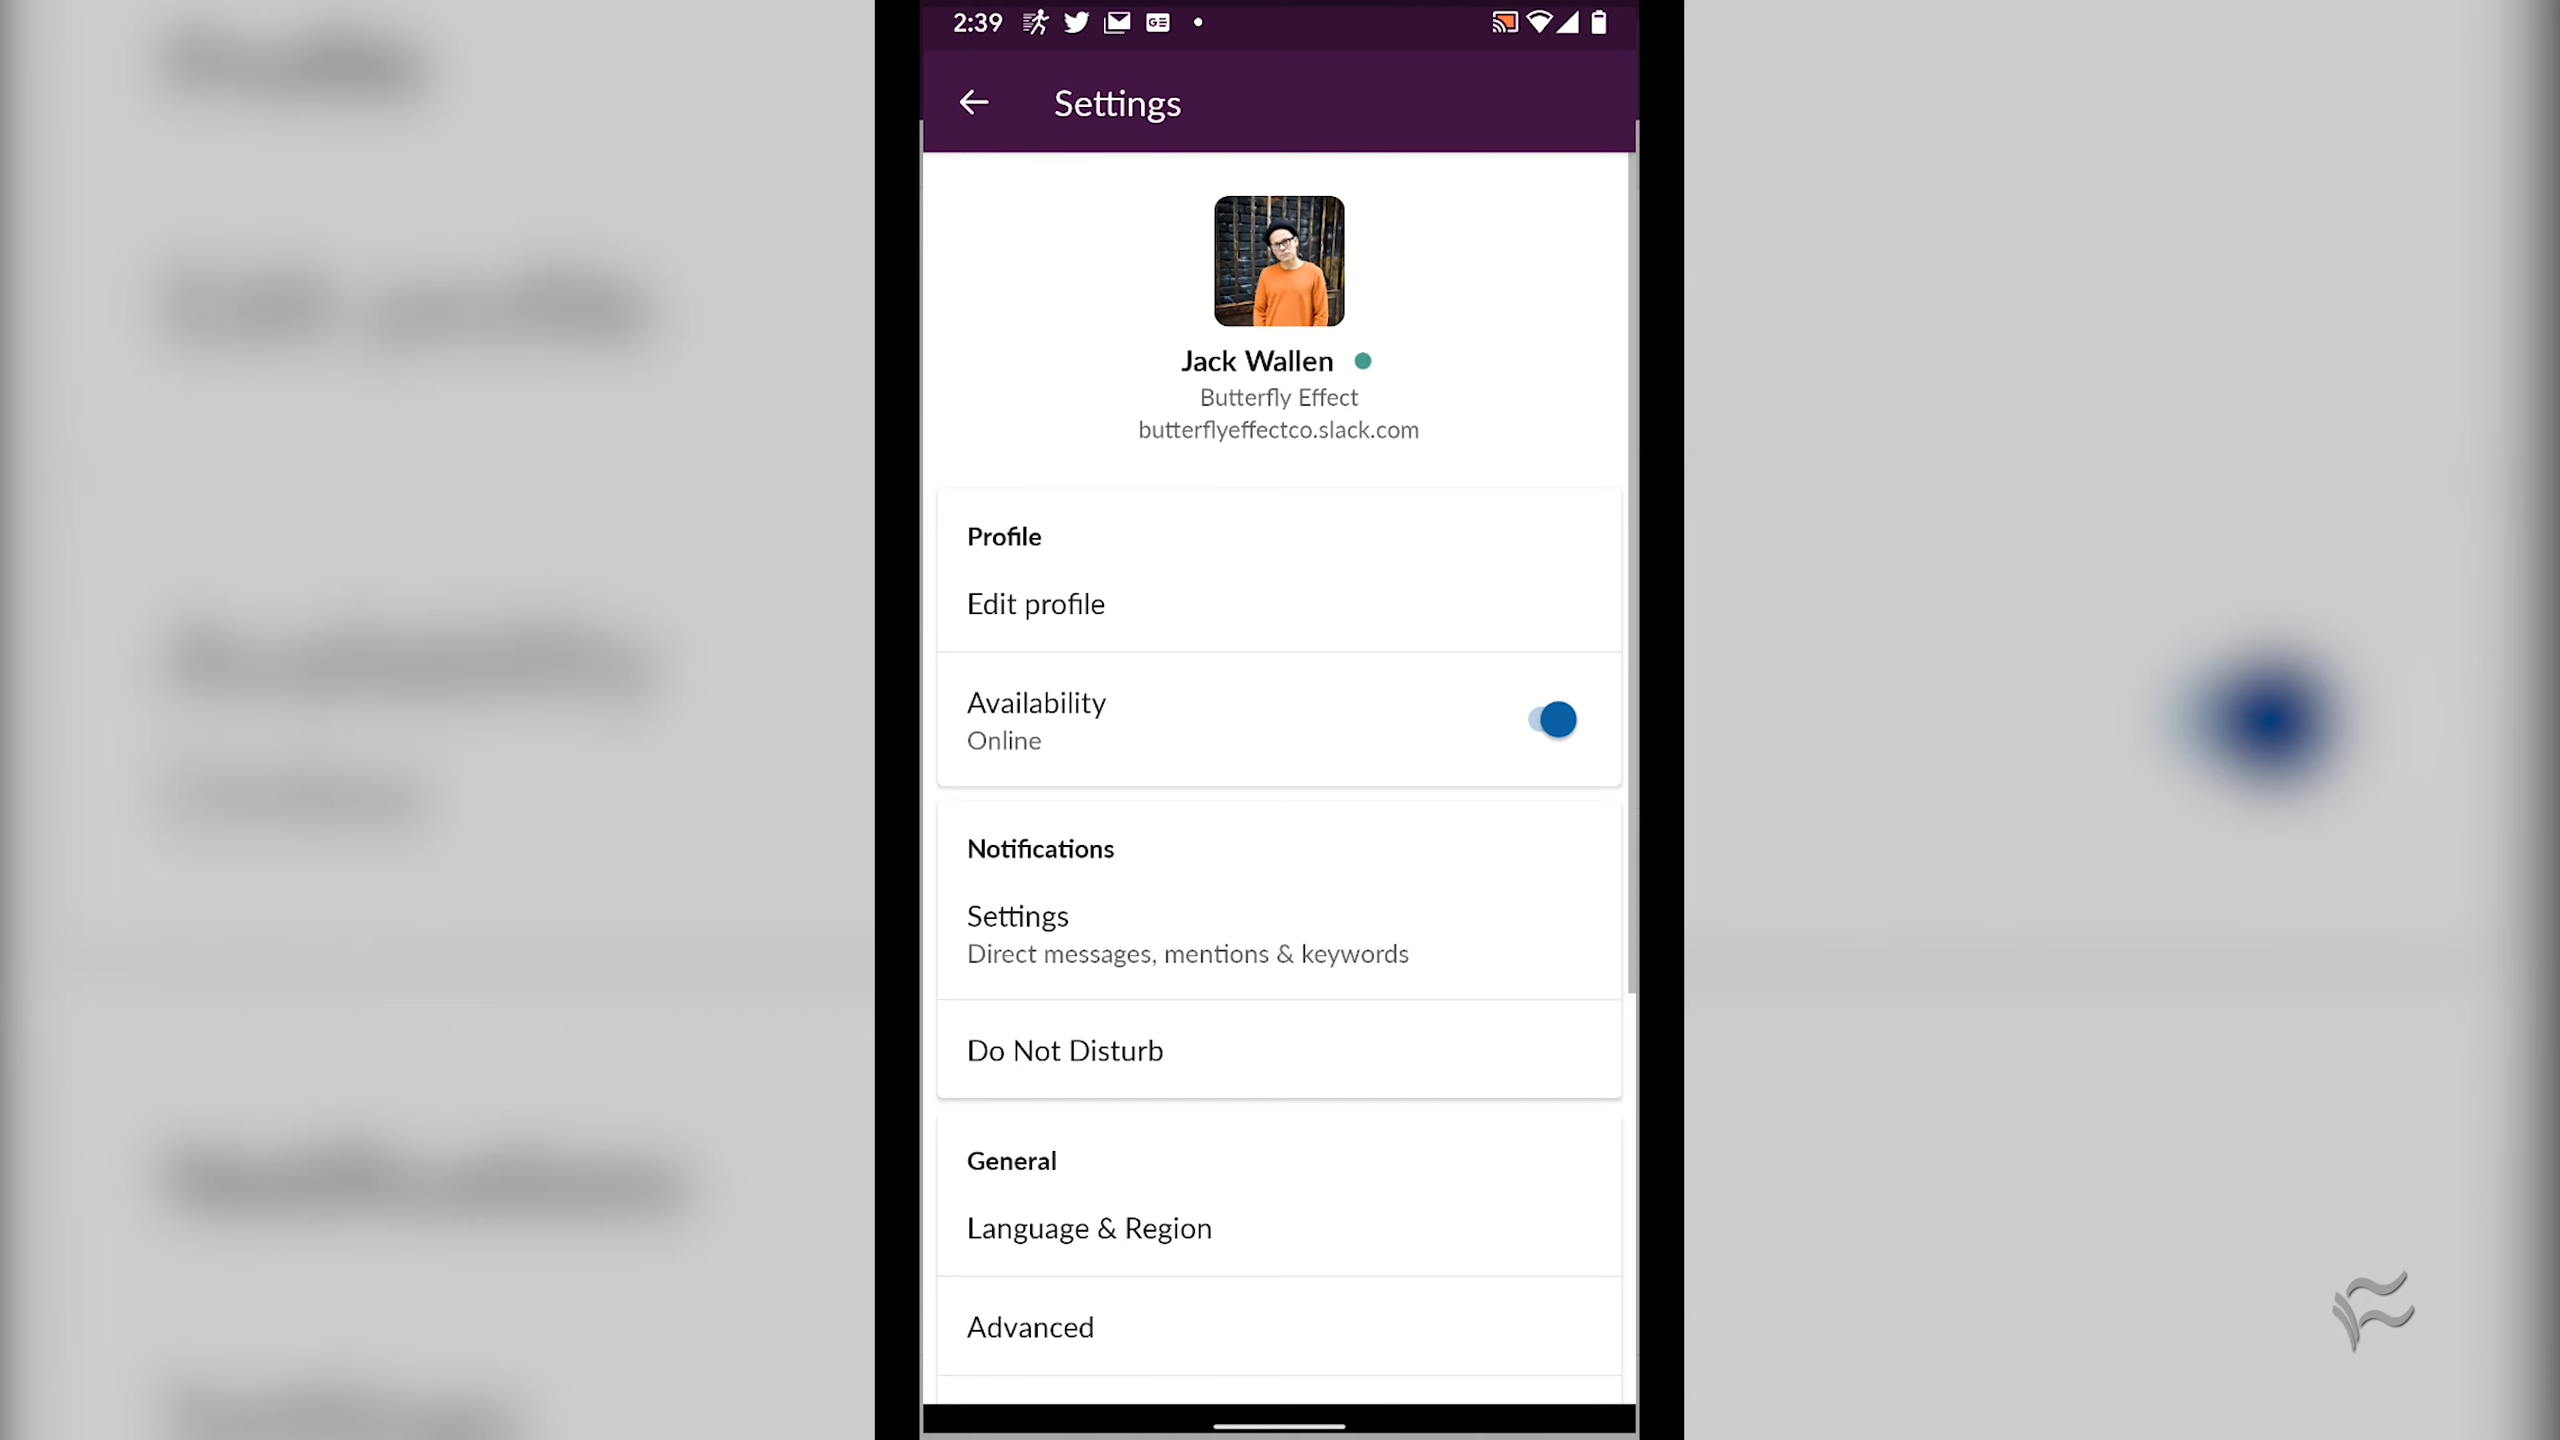 2:39
GE
Settings
Jack Wallen
Butterfly Effect
butterflyeffectco.slack.com
Profile
Edit profile
Availability
Online
Notifications
Settings
Direct messages, mentions & keywords
Do Not Disturb
General
Language & Region
Advanced